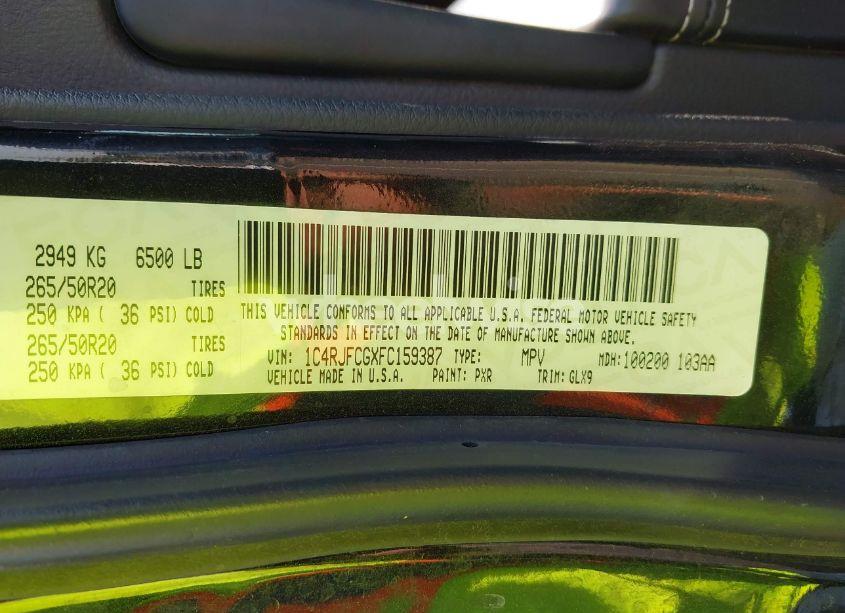 2949 KG 6500 LB
265/50R20 TIRES
250 KPA ( 36 PSI) COLD
265/50R20 TIRES
250 KPA ( 36 PSI) COLD
THIS VEHICLE CONFORMS TO ALL APPLICABLE U.S.A. FEDERAL MOTOR VEHICLE SAFETY
STANDARDS IN EFFECT ON THE DATE OF MANUFACTURE SHOWN ABOVE.
VIN: 1C4RJFCGXFC159387 TYPE: MPV MDH:100200 103AA
VEHICLE MADE IN U.S.A. PAINT: PXR TRIM:GLX9